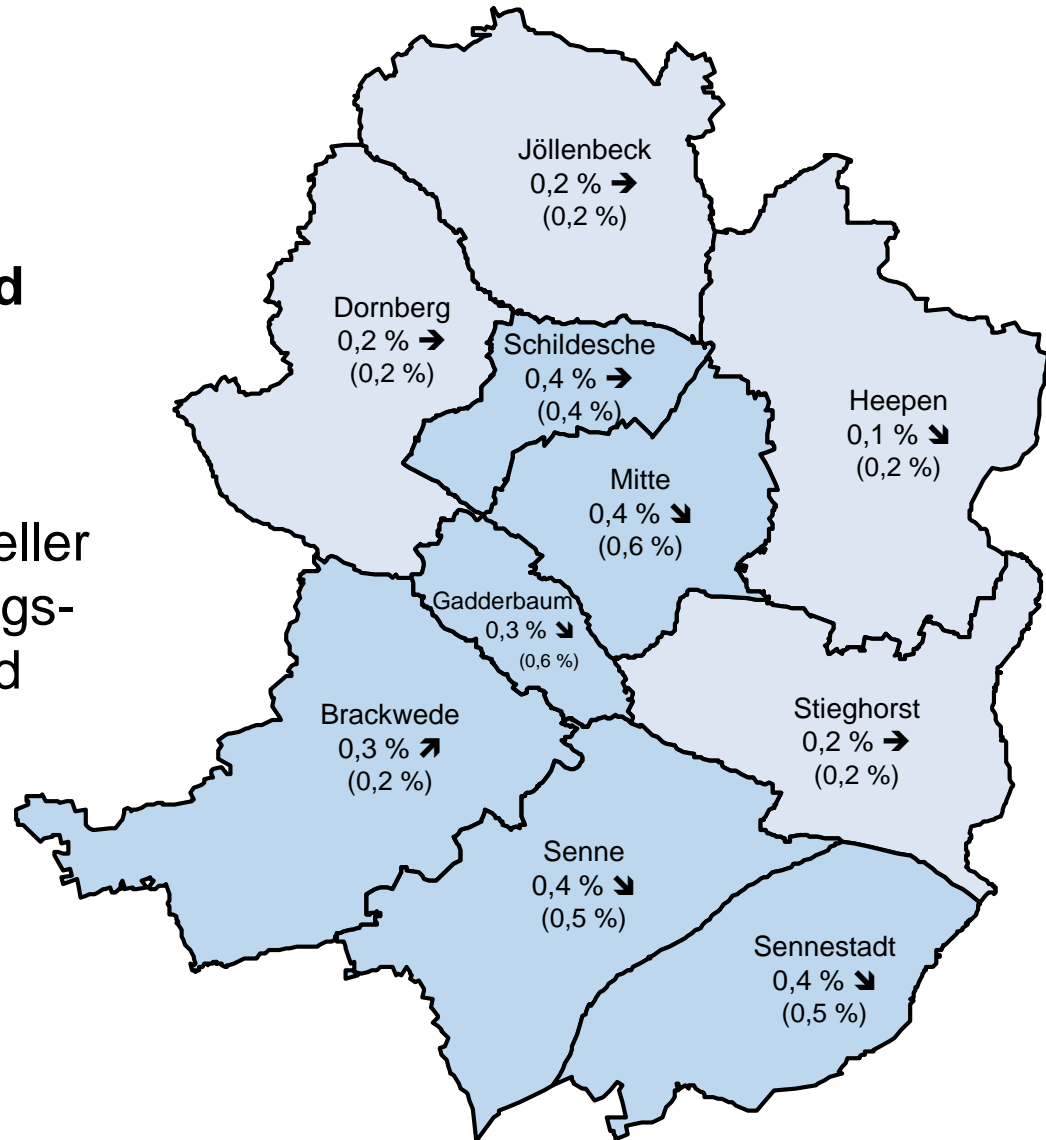 d
eller
gs-
d
Jöllenbeck
0,2 % ➔
(0,2 %)
Dornberg
0,2 % ➔
(0,2 %)
Schildesche
0,4 % ➔
(0,4 %)
Heepen
0,1 % ➘
(0,2 %)
Mitte
0,4 % ➘
(0,6 %)
Gadderbaum
0,3 % ➘
(0,6 %)
Brackwede
0,3 % ➚
(0,2 %)
Stieghorst
0,2 % ➔
(0,2 %)
Senne
0,4 % ➘
(0,5 %)
Sennestadt
0,4 % ➘
(0,5 %)